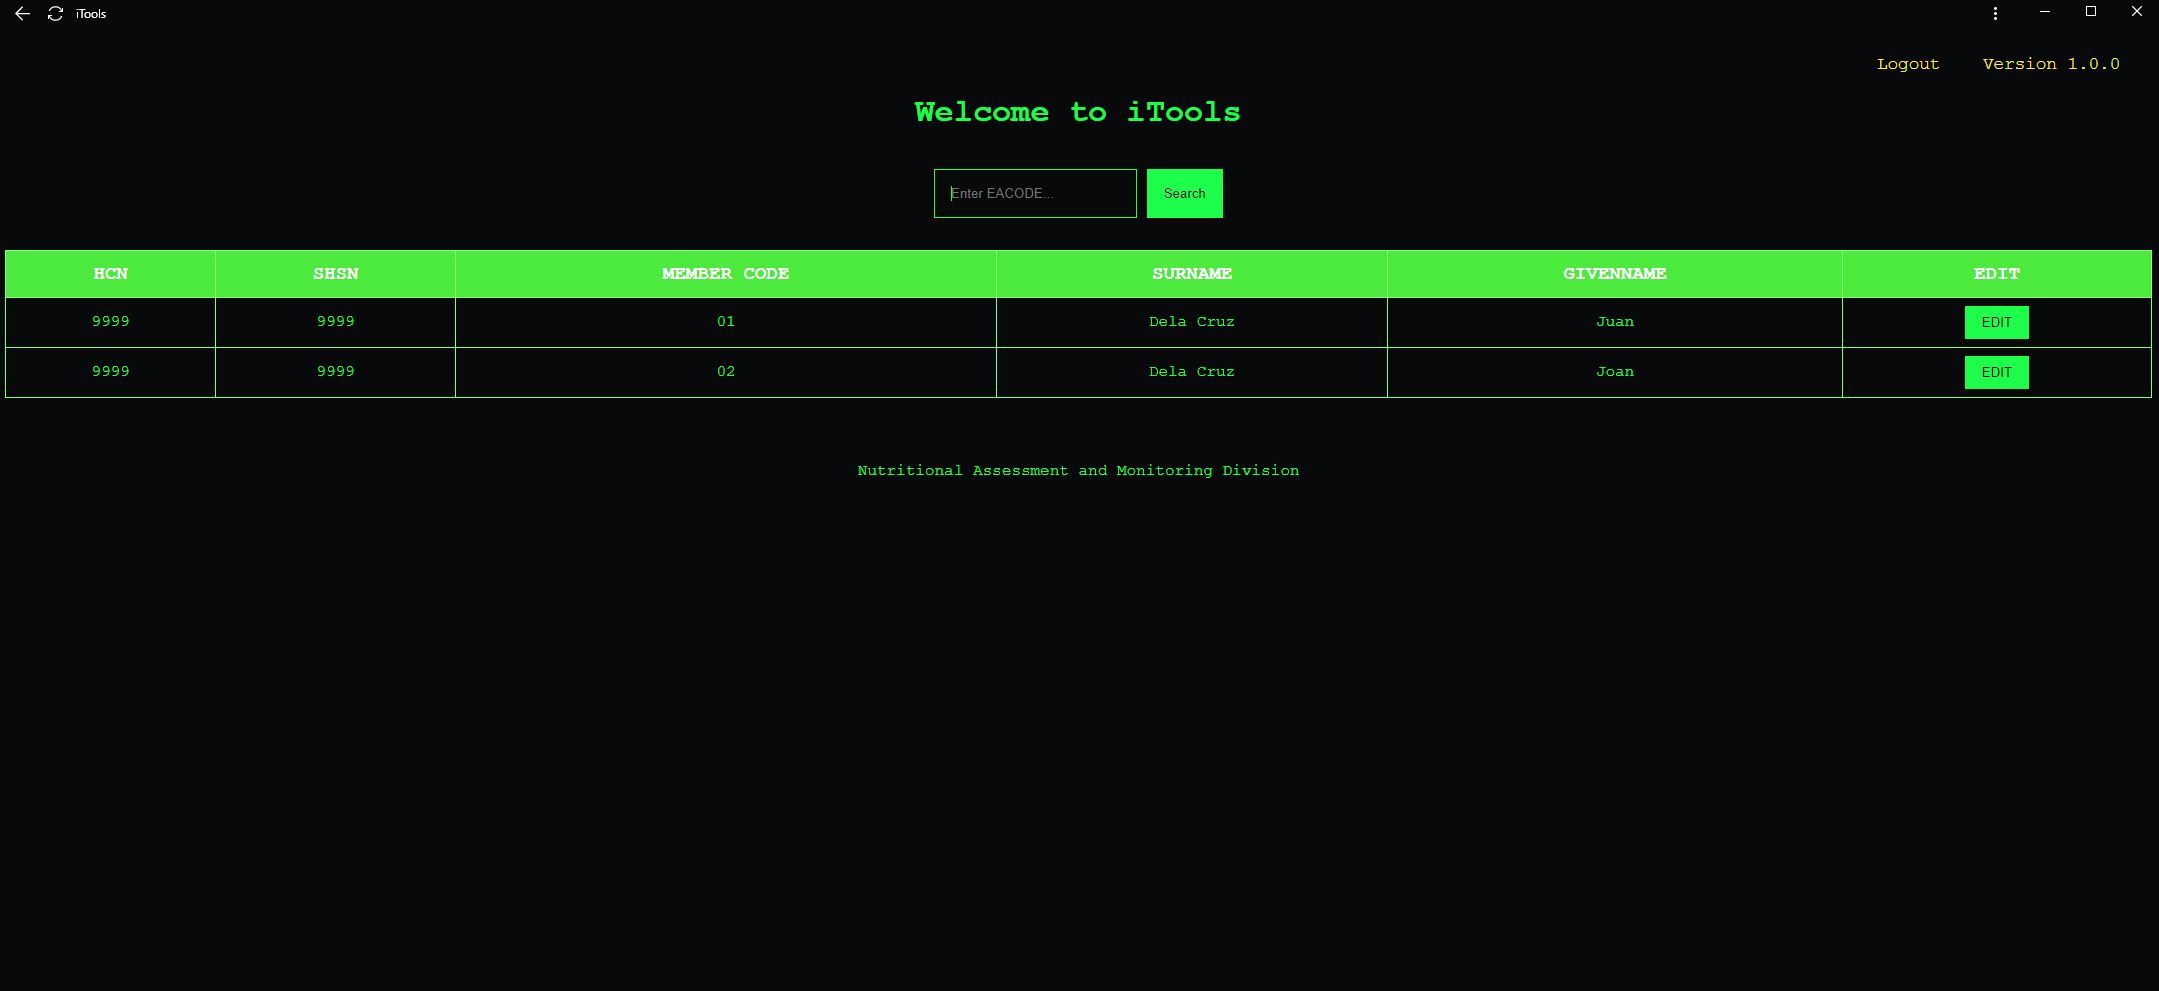 iTools
Logout Version 1.0.0
Welcome to iTools
Enter EACODE... Search
HCN SHSN MEMBER CODE SURNAME GIVENNAME EDIT
9999 9999 01 Dela Cruz Juan EDIT
9999 9999 02 Dela Cruz Joan EDIT
Nutritional Assessment and Monitoring Division